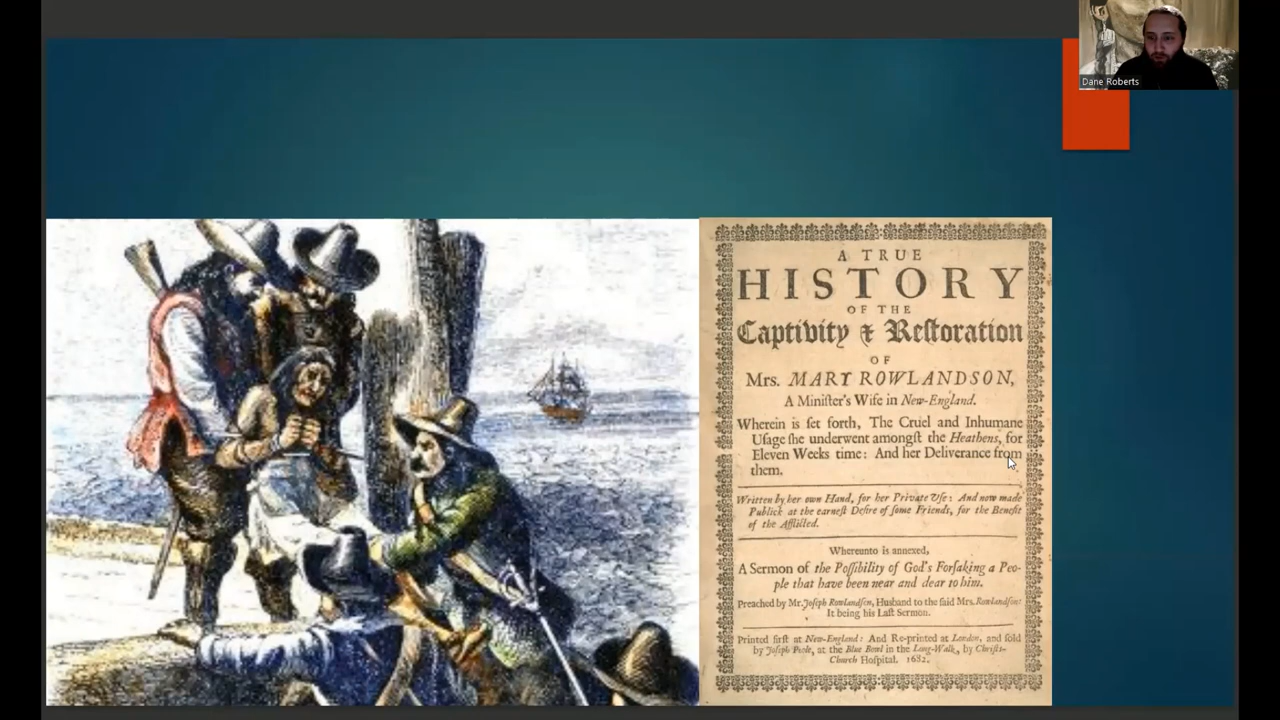 Dane Roberts
A TRUE
HISTORY
OF THE
Captivity & Reſtoration
OF
Mrs. MARY ROWLANDSON,
A Miniſter's Wife in New-England.
Wherein is ſet forth, The Cruel and Inhumane
Uſage ſhe underwent amongſt the Heathens, for
Eleven Weeks time: And her Deliverance from
them.
Written by her own Hand, for her Private Uſe: And now made
Publick at the earneſt Deſire of ſome Friends, for the Benefit
of the Afflicted.
Whereunto is annexed,
A Sermon of the Poſſibility of God's Forſaking a Peo-
ple that have been near and dear to him.
Preached by Mr. Joſeph Rowlandſon, Husband to the ſaid Mrs. Rowlandſon:
It being his Laſt Sermon.
Printed firſt at New-England: And Re-printed at London, and ſold
by Joſeph Poole, at the Blue Bowl in the Long-Walk, by Chriſts-
Church Hoſpital. 1682.